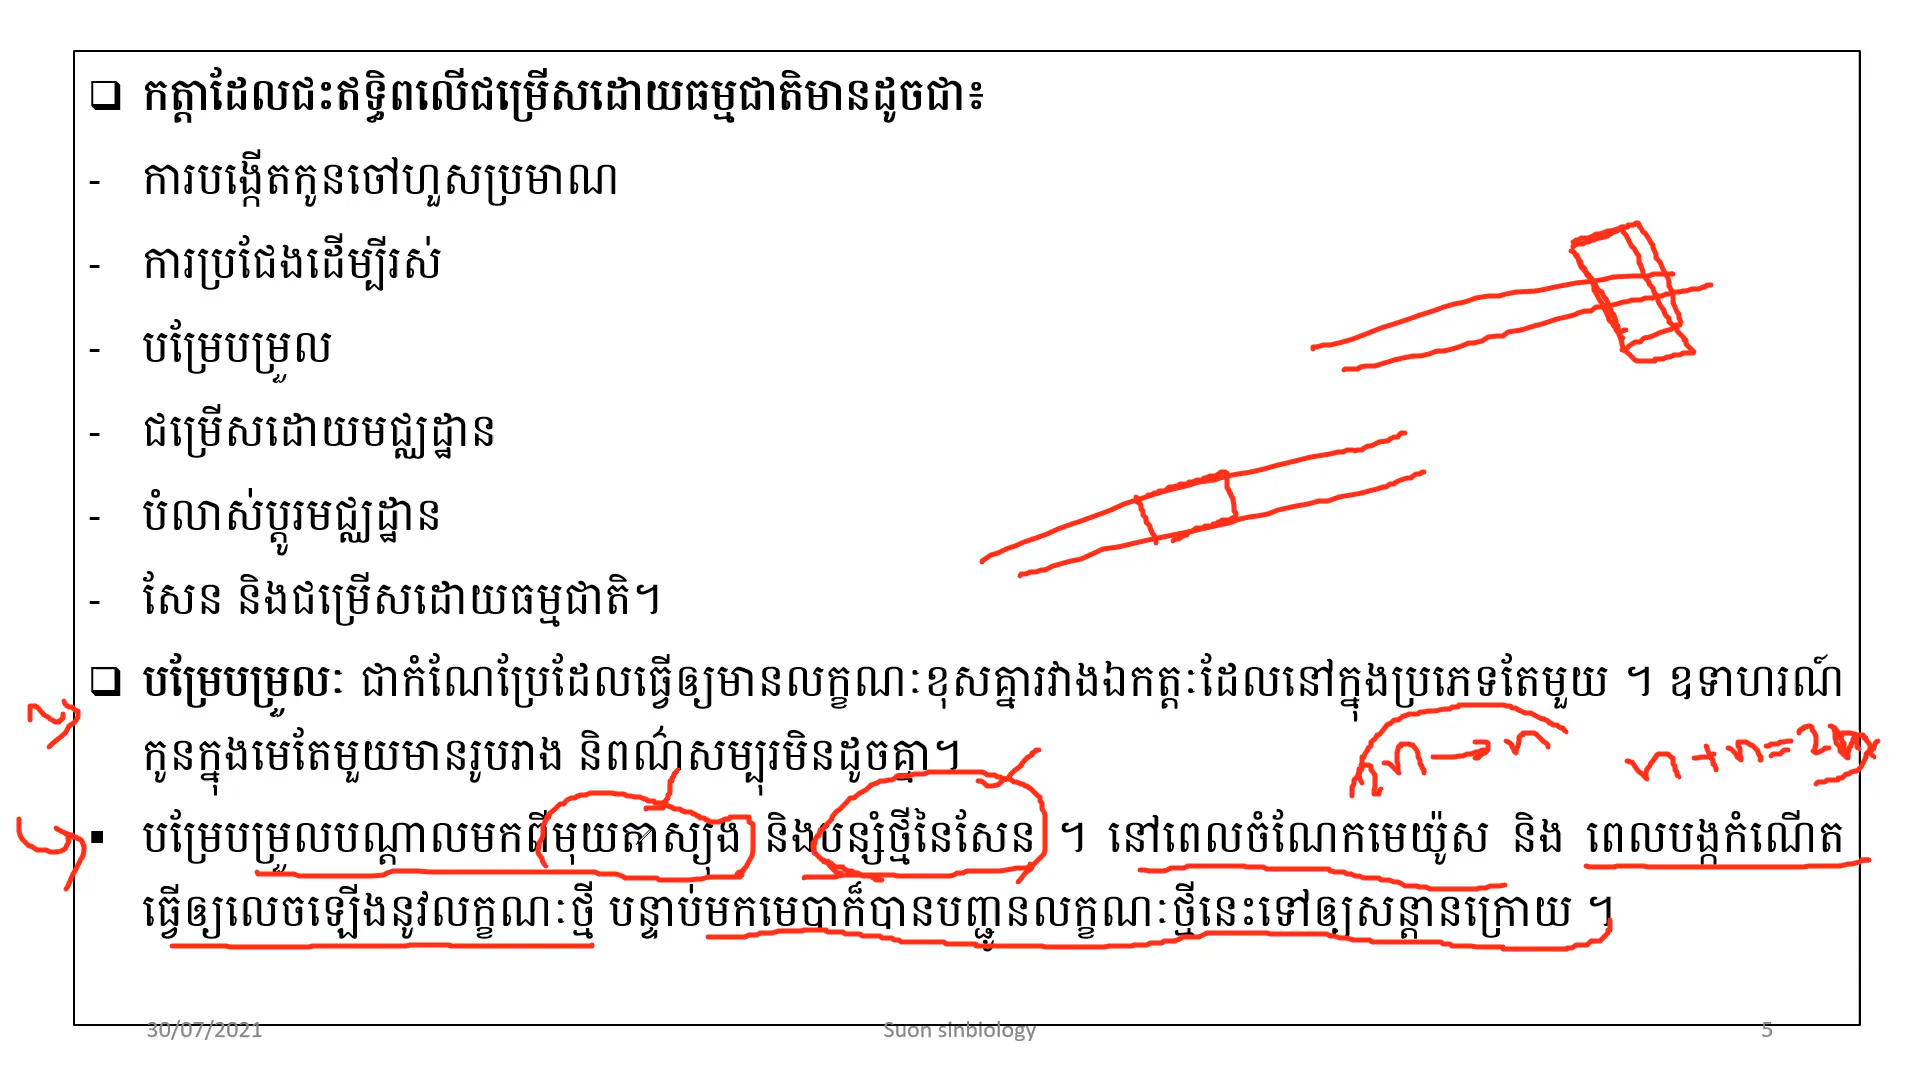 ❑ កត្តាដែលជះឥទ្ធិពលើជម្រើសដោយធម្មជាតិមានដូចជា៖
- ការបង្កើតកូនចៅហួសប្រមាណ
- ការប្រជែងដើម្បីរស់
- បម្រែបម្រួល
- ជម្រើសដោយមជ្ឈដ្ឋាន
- បំលាស់ប្តូរមជ្ឈដ្ឋាន
- សែន និងជម្រើសដោយធម្មជាតិ។
❑ បម្រែបម្រួលៈ ជាកំណែប្រែដែលធ្វើឲ្យមានលក្ខណៈខុសគ្នារវាងឯកត្តៈដែលនៅក្នុងប្រភេទតែមួយ ។ ឧទាហរណ៍
កូនក្នុងមេតែមួយមានរូបរាង និពណ៌សម្បុរមិនដូចគ្នា។
2n→n n+n=2n
▪ បម្រែបម្រួលបណ្តាលមកពីមុយតាស្យុង និងបន្សំថ្មីនៃសែន ។ នៅពេលចំណែកមេយ៉ូស និង ពេលបង្កកំណើត
ធ្វើឲ្យលេចឡើងនូវលក្ខណៈថ្មី បន្ទាប់មកមេបាក៏បានបញ្ជូនលក្ខណៈថ្មីនេះទៅឲ្យសន្តានក្រោយ ។
30/07/2021 Suon sinbiology 5